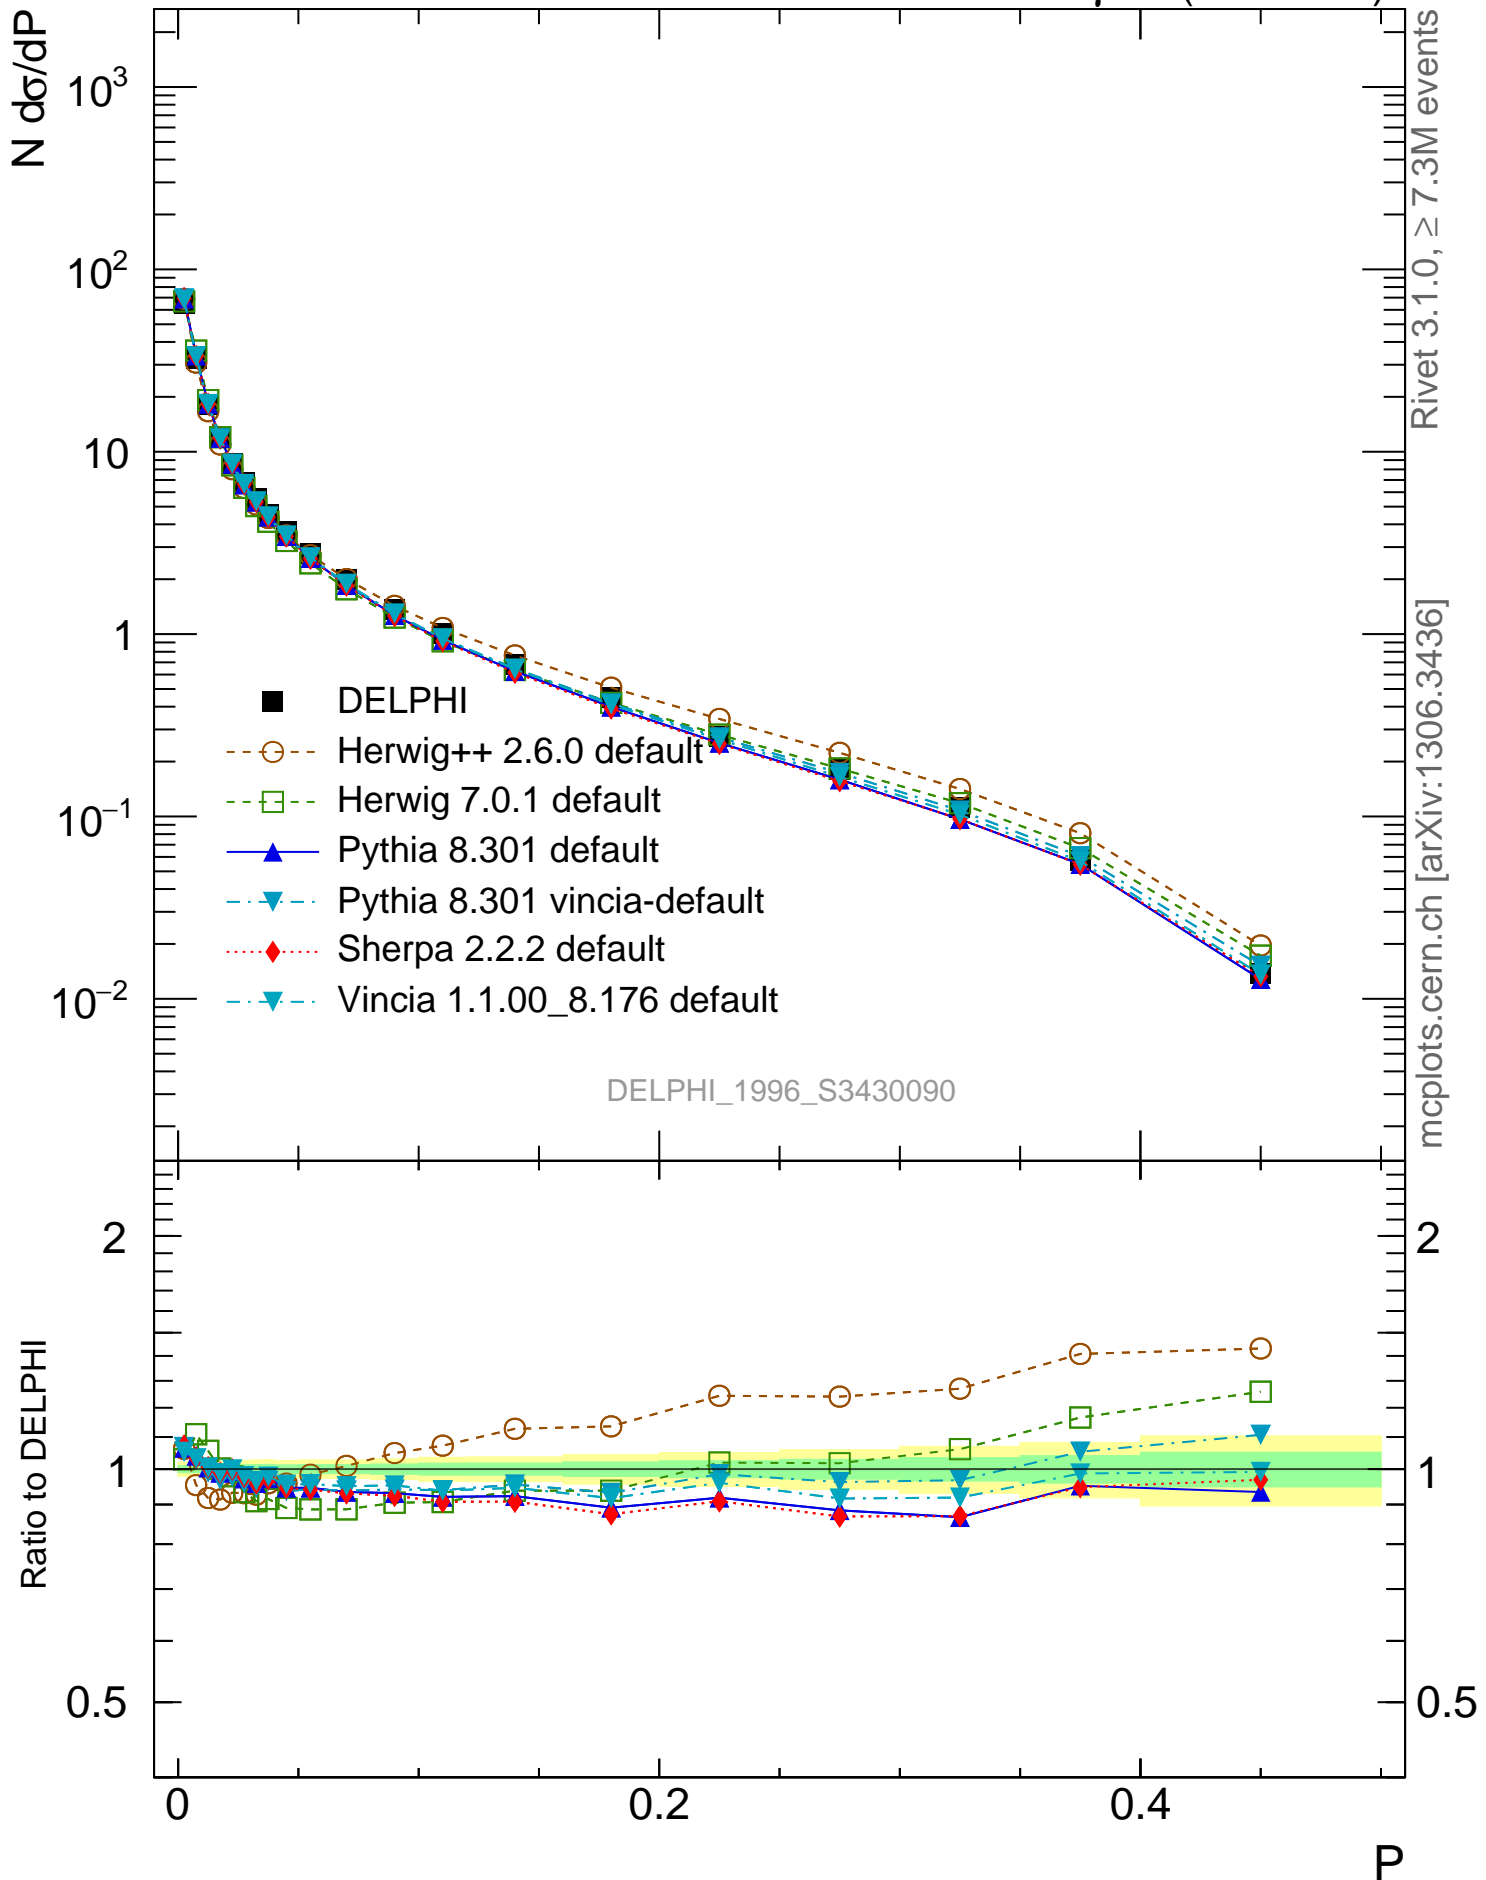 N dσ/dP
10³
10²
10
1
10⁻¹
10⁻²
DELPHI
Herwig++ 2.6.0 default
Herwig 7.0.1 default
Pythia 8.301 default
Pythia 8.301 vincia-default
Sherpa 2.2.2 default
Vincia 1.1.00_8.176 default
DELPHI_1996_S3430090
Rivet 3.1.0, ≥ 7.3M events
mcplots.cern.ch [arXiv:1306.3436]
Ratio to DELPHI
2
1
0.5
2
1
0.5
0
0.2
0.4
P